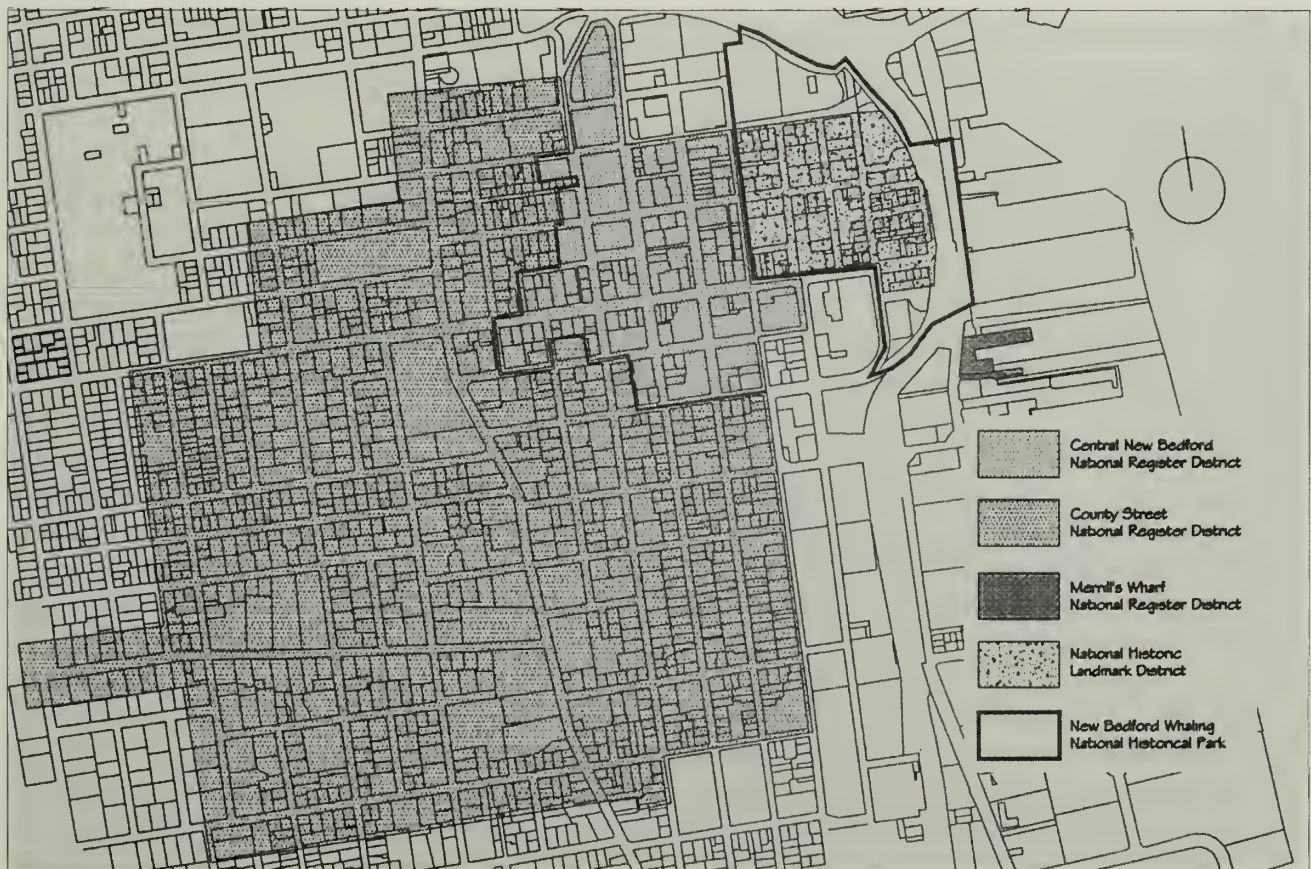 Central New Bedford
National Register District
County Street
National Register District
Merrill's Wharf
National Register District
National Historic
Landmark District
New Bedford Whaling
National Historical Park